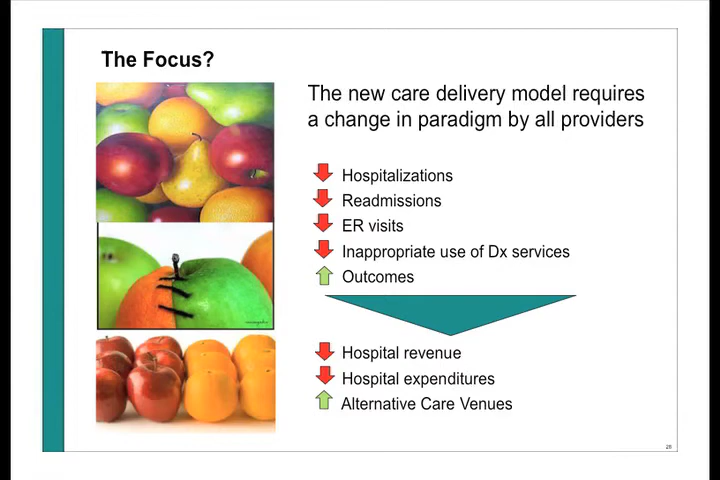 The Focus?
The new care delivery model requires
a change in paradigm by all providers
Hospitalizations
Readmissions
ER visits
Inappropriate use of Dx services
Outcomes
Hospital revenue
Hospital expenditures
Alternative Care Venues